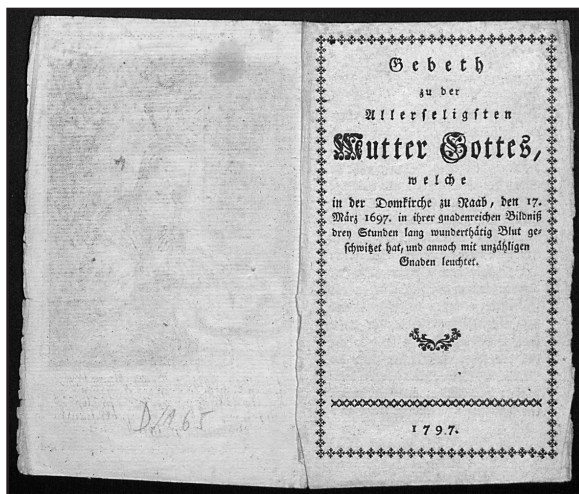 Gebeth
zu der
Allerseligsten
Mutter Gottes,
welche
in der Domkirche zu Raab, den 17.
März 1697. in ihrer gnadenreichen Bildniß
drey Stunden lang wunderthätig Blut ge-
schwitzet hat, und annoch mit unzähligen
Gnaden leuchtet.
1797.